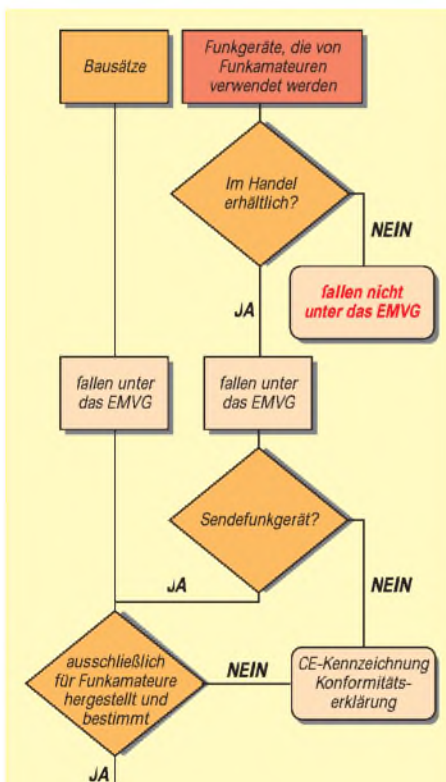 Bausätze
Funkgeräte, die von
Funkamateuren
verwendet werden
Im Handel
erhältlich?
NEIN
fallen nicht
unter das EMVG
JA
fallen unter
das EMVG
fallen unter
das EMVG
Sendefunkgerät?
JA
NEIN
ausschließlich
für Funkamateure
hergestellt und
bestimmt
NEIN
CE-Kennzeichnung
Konformitäts-
erklärung
JA